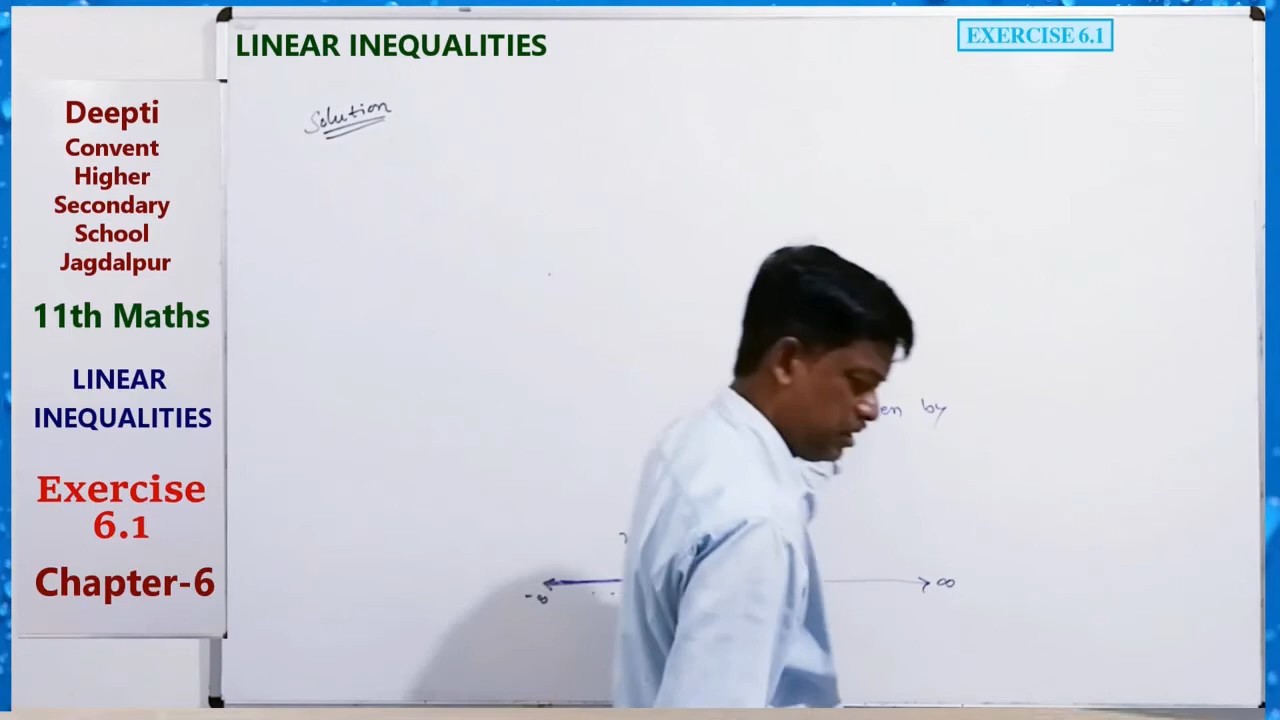 LINEAR INEQUALITIES
EXERCISE 6.1
Deepti
Convent
Higher
Secondary
School
Jagdalpur
11th Maths
LINEAR
INEQUALITIES
Exercise
6.1
Chapter-6
Solution
en by
-∞ ∞